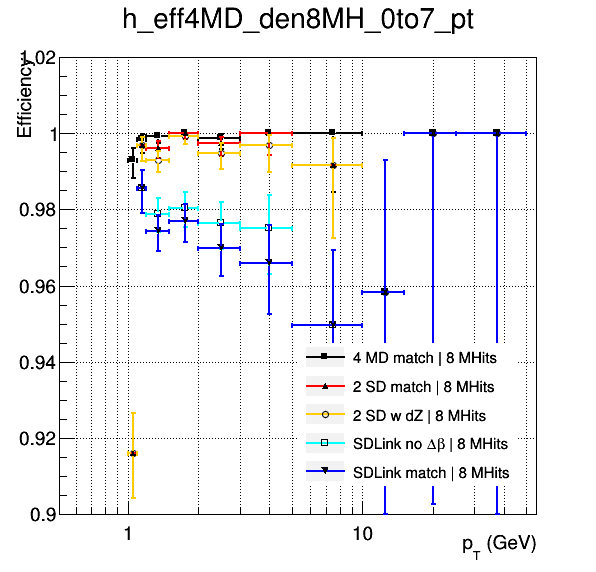 h_eff4MD_den8MH_0to7_pt
Efficiency
1.02
1
0.98
0.96
0.94
0.92
0.9
4 MD match | 8 MHits
2 SD match | 8 MHits
2 SD w dZ | 8 MHits
SDLink no Δβ | 8 MHits
SDLink match | 8 MHits
1
10
p_T (GeV)